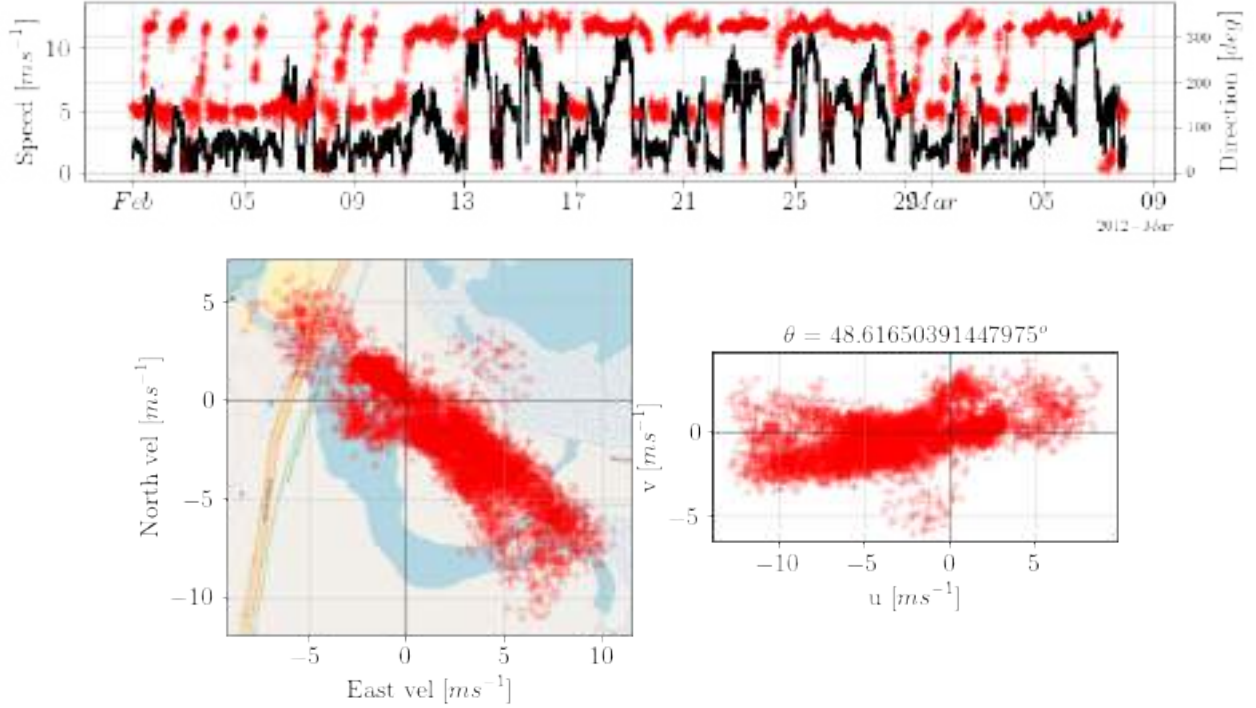 Speed [ms⁻¹]
10
5
0
Direction [deg]
300
200
100
0
Feb 05 09 13 17 21 25 29 Mar 05 09
2012-Mar
North vel [ms⁻¹]
5
0
−5
−10
−5 0 5 10
East vel [ms⁻¹]
θ = 48.61650391447975°
v [ms⁻¹]
0
−5
−10 −5 0 5
u [ms⁻¹]